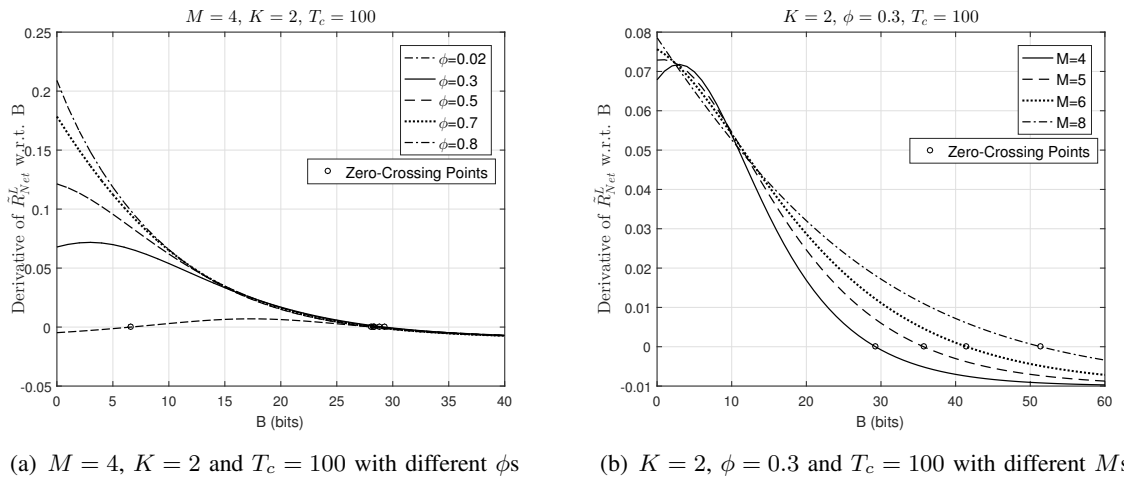 M = 4, K = 2, T_c = 100
Derivative of R̃^L_{Net} w.r.t. B
0.25
0.2
0.15
0.1
0.05
0
-0.05
ϕ=0.02
ϕ=0.3
ϕ=0.5
ϕ=0.7
ϕ=0.8
Zero-Crossing Points
0 5 10 15 20 25 30 35 40
B (bits)
(a) M = 4, K = 2 and T_c = 100 with different ϕs
K = 2, ϕ = 0.3, T_c = 100
Derivative of R̃^L_{Net} w.r.t. B
0.08
0.07
0.06
0.05
0.04
0.03
0.02
0.01
0
-0.01
M=4
M=5
M=6
M=8
Zero-Crossing Points
0 10 20 30 40 50 60
B (bits)
(b) K = 2, ϕ = 0.3 and T_c = 100 with different Ms